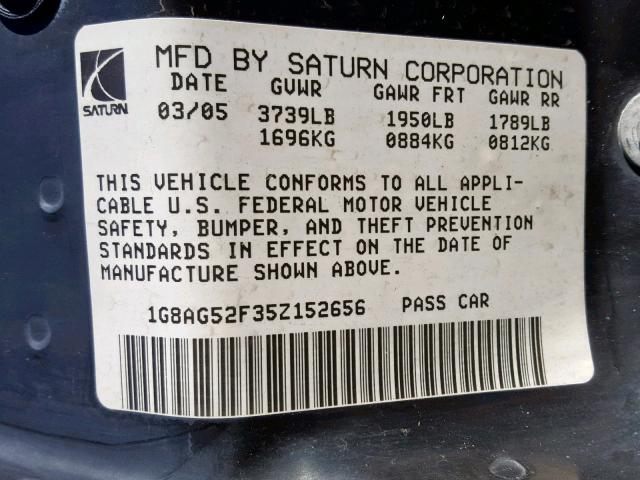 MFD BY SATURN CORPORATION
DATE GVWR GAWR FRT GAWR RR
SATURN 03/05 3739LB 1950LB 1789LB
1696KG 0884KG 0812KG
THIS VEHICLE CONFORMS TO ALL APPLI-
CABLE U.S. FEDERAL MOTOR VEHICLE
SAFETY, BUMPER, AND THEFT PREVENTION
STANDARDS IN EFFECT ON THE DATE OF
MANUFACTURE SHOWN ABOVE.
1G8AG52F35Z152656 PASS CAR